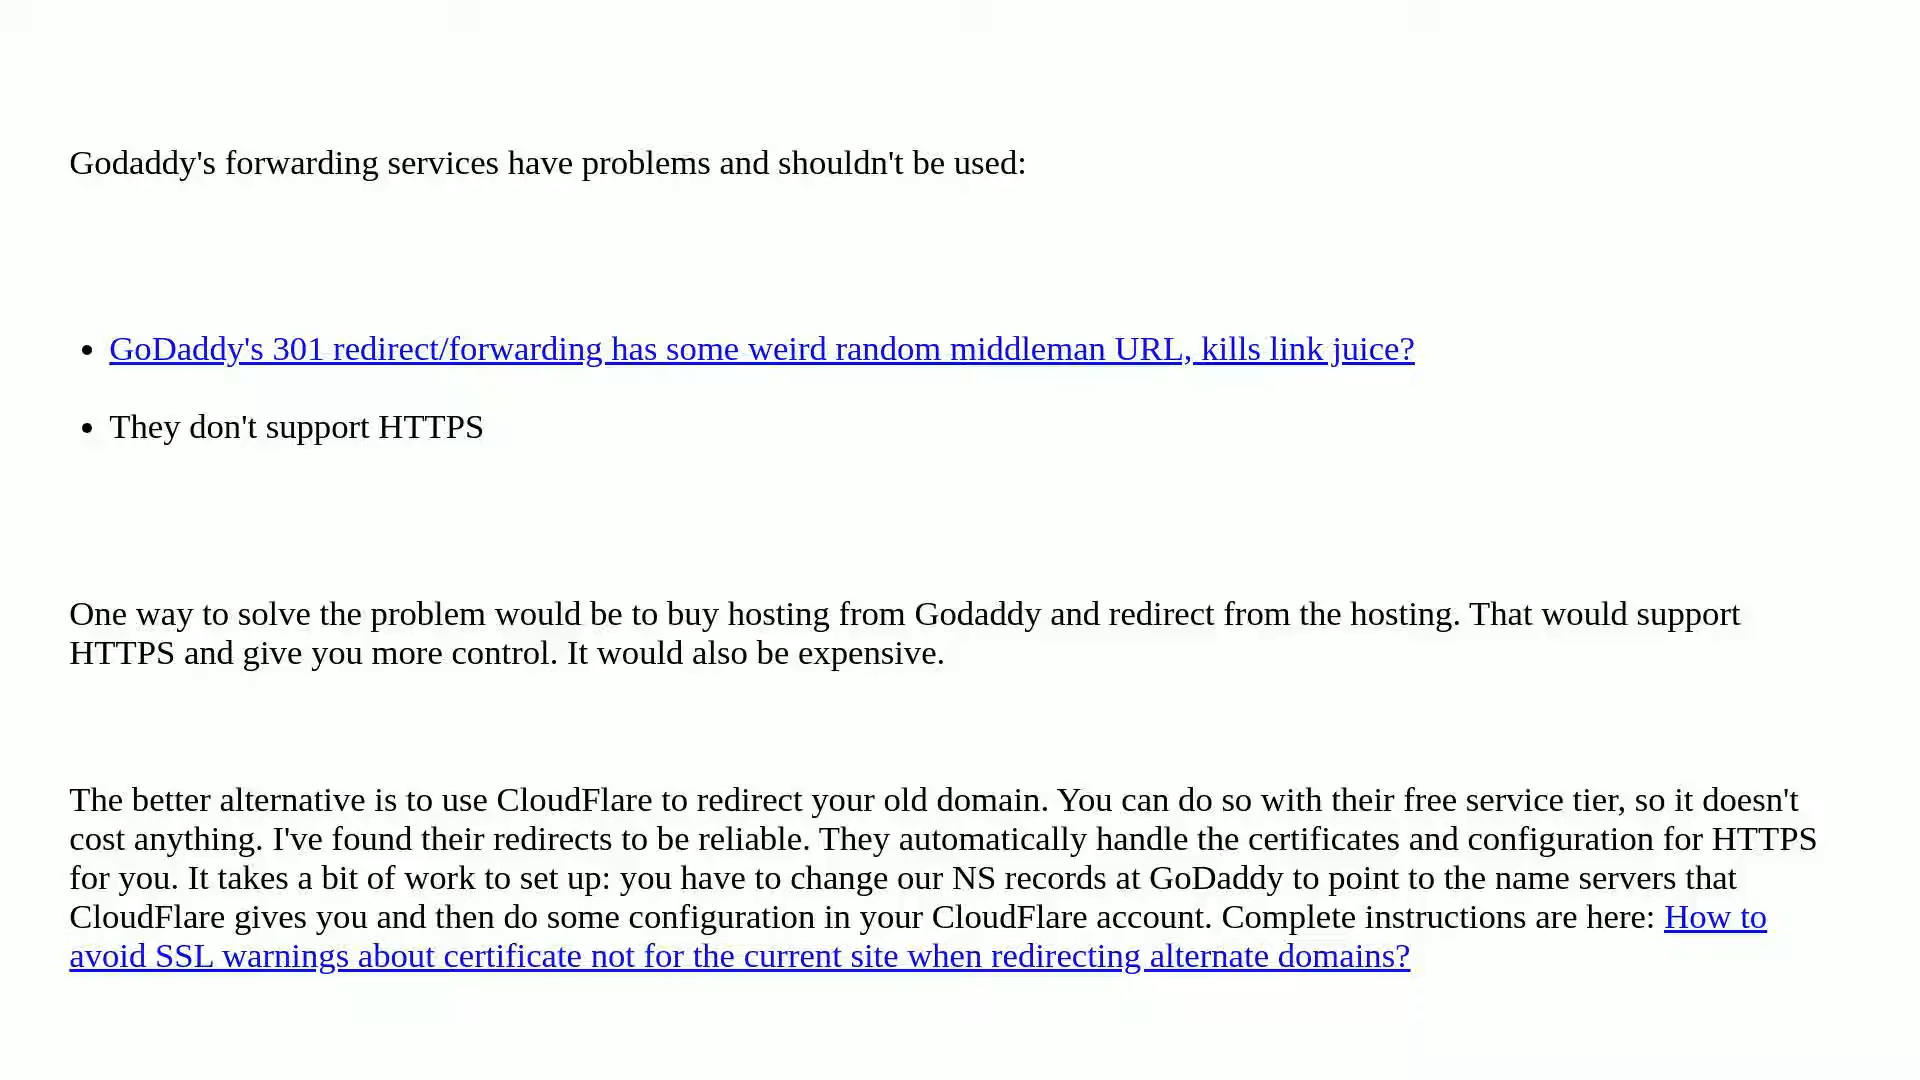 Godaddy's forwarding services have problems and shouldn't be used:
• GoDaddy's 301 redirect/forwarding has some weird random middleman URL, kills link juice?
• They don't support HTTPS
One way to solve the problem would be to buy hosting from Godaddy and redirect from the hosting. That would support
HTTPS and give you more control. It would also be expensive.
The better alternative is to use CloudFlare to redirect your old domain. You can do so with their free service tier, so it doesn't
cost anything. I've found their redirects to be reliable. They automatically handle the certificates and configuration for HTTPS
for you. It takes a bit of work to set up: you have to change our NS records at GoDaddy to point to the name servers that
CloudFlare gives you and then do some configuration in your CloudFlare account. Complete instructions are here: How to
avoid SSL warnings about certificate not for the current site when redirecting alternate domains?